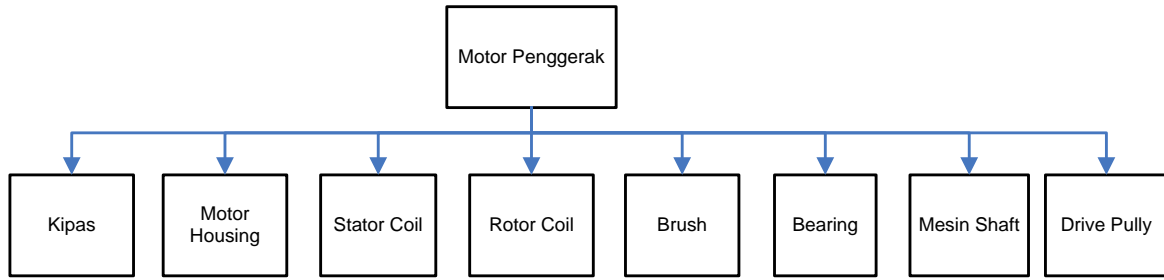 Motor Penggerak
Kipas
Motor
Housing
Stator Coil
Rotor Coil
Brush
Bearing
Mesin Shaft
Drive Pully